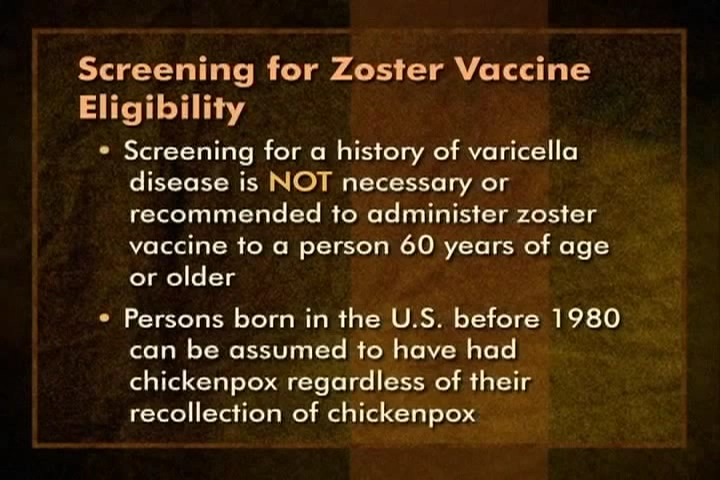 Screening for Zoster Vaccine
Eligibility
• Screening for a history of varicella
disease is NOT necessary or
recommended to administer zoster
vaccine to a person 60 years of age
or older
• Persons born in the U.S. before 1980
can be assumed to have had
chickenpox regardless of their
recollection of chickenpox